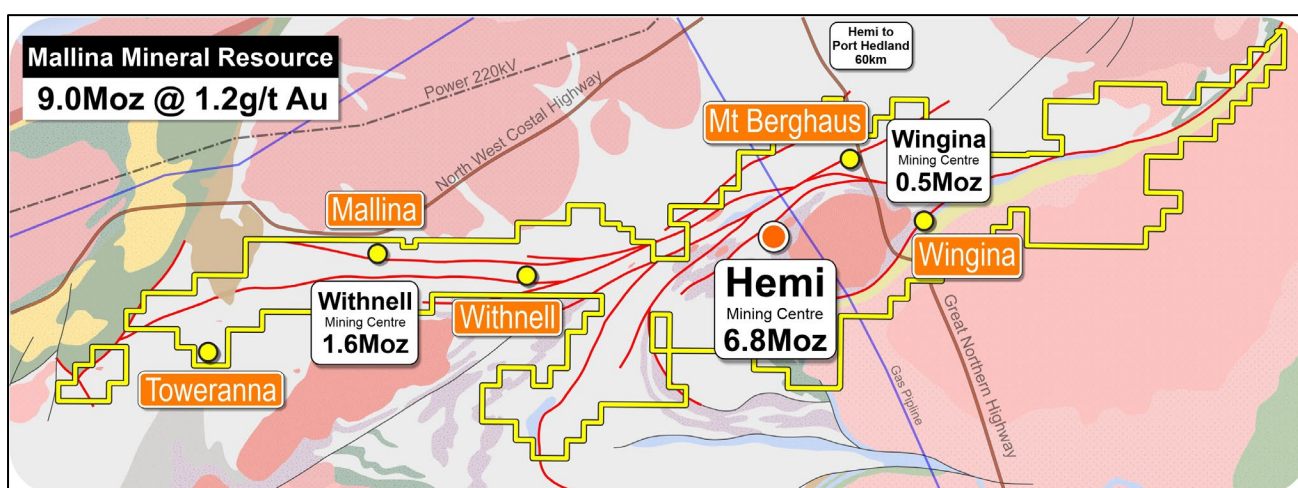 Mallina Mineral Resource
9.0Moz @ 1.2g/t Au
Power 220kV
North West Costal Highway
Hemi to
Port Hedland
60km
Mt Berghaus
Wingina
Mining Centre
0.5Moz
Mallina
Wingina
Hemi
Mining Centre
6.8Moz
Withnell
Mining Centre
1.6Moz
Withnell
Toweranna
Gas Pipline
Great Northern Highway